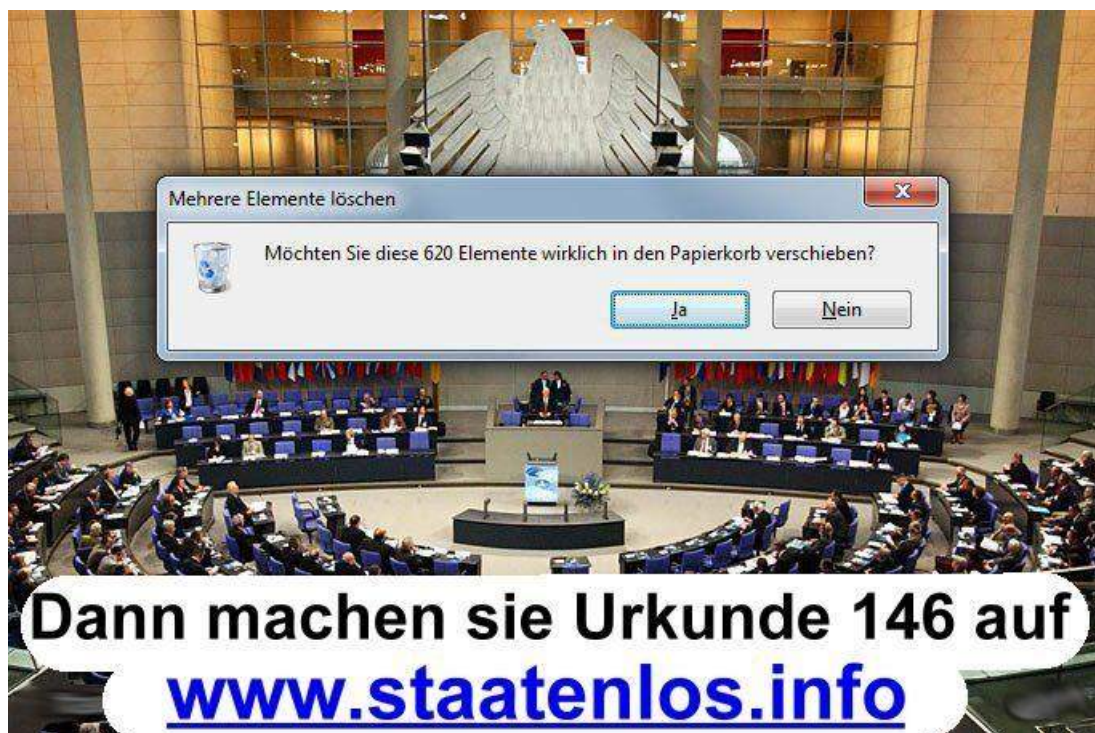 Mehrere Elemente löschen
Möchten Sie diese 620 Elemente wirklich in den Papierkorb verschieben?
Ja
Nein
Dann machen sie Urkunde 146 auf
www.staatenlos.info